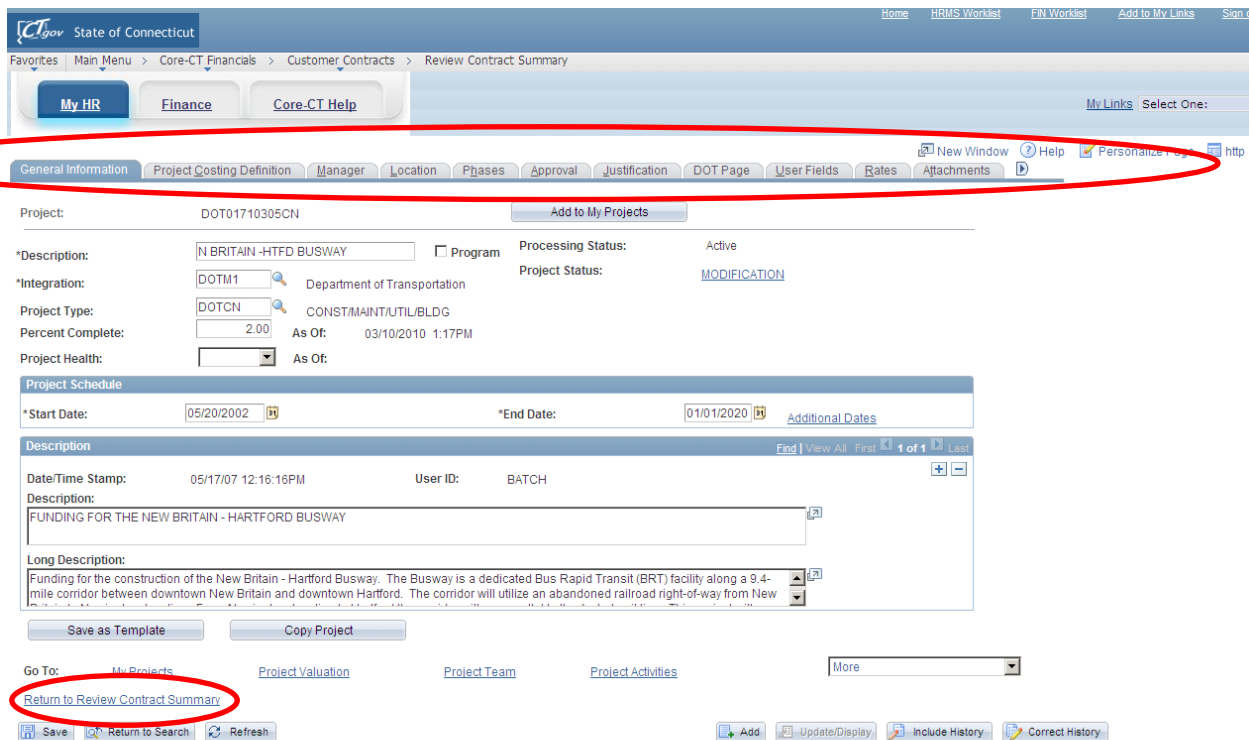 Home HRMS Worklist FIN Worklist Add to My Links Sign
CT.gov State of Connecticut
Favorites Main Menu > Core-CT Financials > Customer Contracts > Review Contract Summary
My HR Finance Core-CT Help
My Links Select One:
New Window Help Personalize Page http
General Information Project Costing Definition Manager Location Phases Approval Justification DOT Page User Fields Rates Attachments
Project: DOT01710305CN Add to My Projects
*Description: N BRITAIN -HTFD BUSWAY Program Processing Status: Active
*Integration: DOTM1 Department of Transportation Project Status: MODIFICATION
Project Type: DOTCN CONST/MAINT/UTIL/BLDG
Percent Complete: 2.00 As Of: 03/10/2010 1:17PM
Project Health: As Of:
Project Schedule
*Start Date: 05/20/2002 *End Date: 01/01/2020 Additional Dates
Description Find | View All First 1 of 1 Last
Date/Time Stamp: 05/17/07 12:16:16PM User ID: BATCH
Description:
FUNDING FOR THE NEW BRITAIN - HARTFORD BUSWAY
Long Description:
Funding for the construction of the New Britain - Hartford Busway. The Busway is a dedicated Bus Rapid Transit (BRT) facility along a 9.4-
mile corridor between downtown New Britain and downtown Hartford. The corridor will utilize an abandoned railroad right-of-way from New
Save as Template Copy Project
Go To: My Projects Project Valuation Project Team Project Activities More
Return to Review Contract Summary
Save Return to Search Refresh Add Update/Display Include History Correct History